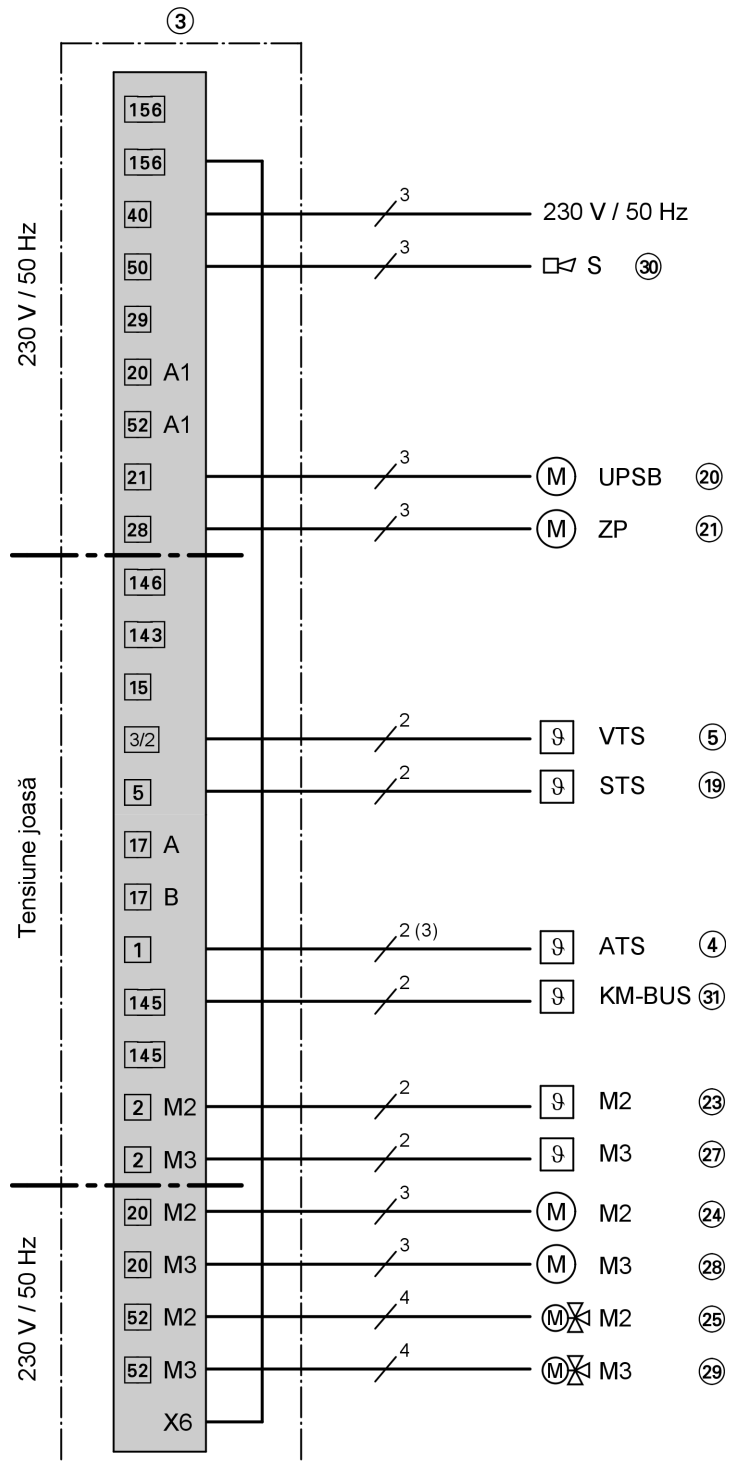 3
156
156
40 3 230 V / 50 Hz
50 3 S 30
29
20 A1
52 A1
21 3 M UPSB 20
28 3 M ZP 21
230 V / 50 Hz
146
143
15
3/2 2 ϑ VTS 5
5 2 ϑ STS 19
17 A
17 B
1 2 (3) ϑ ATS 4
145 2 ϑ KM-BUS 31
145
2 M2 2 ϑ M2 23
2 M3 2 ϑ M3 27
Tensiune joasă
20 M2 3 M M2 24
20 M3 3 M M3 28
52 M2 4 M M2 25
52 M3 4 M M3 29
X6
230 V / 50 Hz